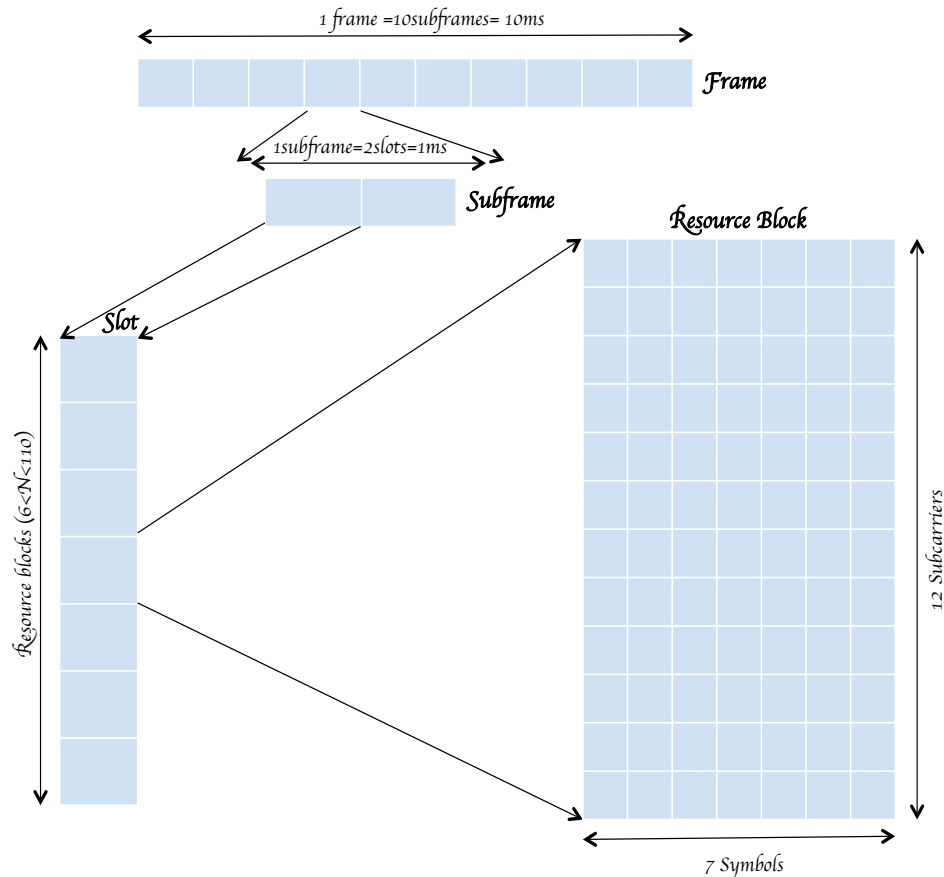 1 frame =10subframes= 10ms
Frame
1subframe=2slots=1ms
Subframe
Resource Block
Slot
Resource blocks (6<N<110)
12 Subcarriers
7 Symbols